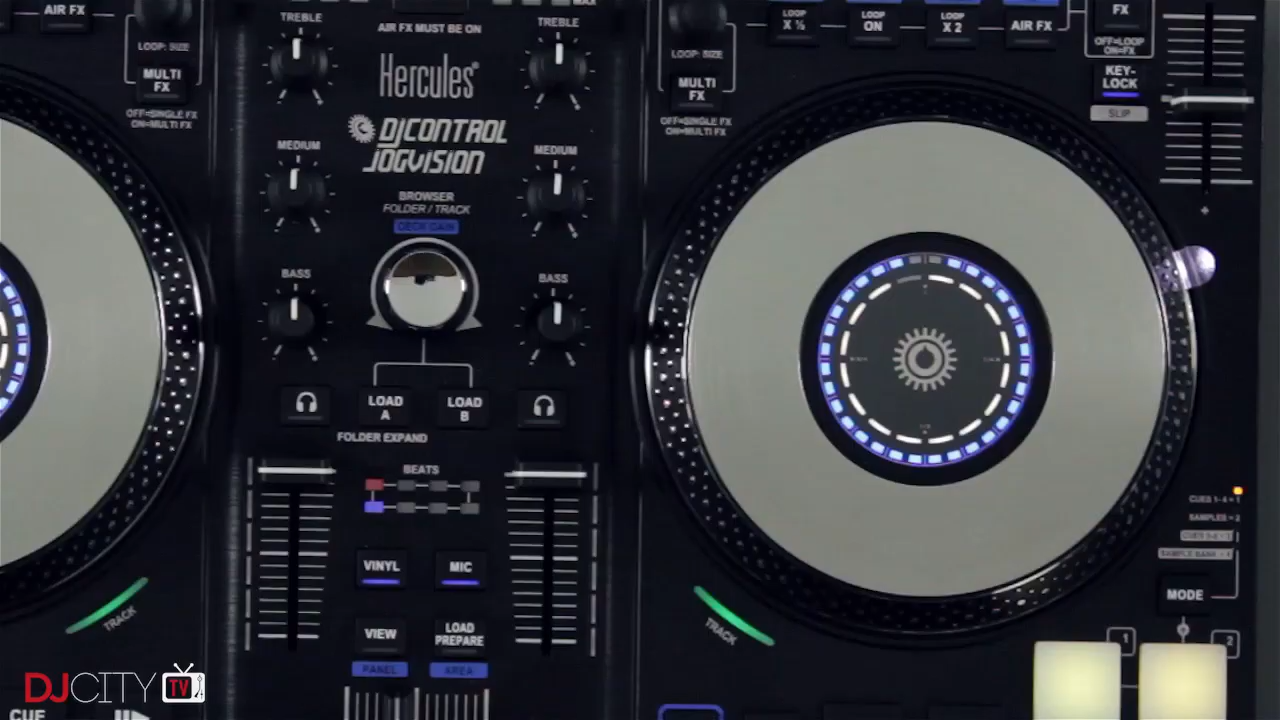 AIR FX
LOOP: SIZE
MULTI
FX
OFF=SINGLE FX
ON=MULTI FX
TREBLE
AIR FX MUST BE ON
MAX
TREBLE
Hercules®
DJCONTROL
JOGVISION
MEDIUM
MEDIUM
BROWSER
FOLDER / TRACK
DECK GAIN
BASS
BASS
LOAD
A
LOAD
B
FOLDER EXPAND
BEATS
VINYL
MIC
VIEW
LOAD
PREPARE
PANEL
AREA
LOOP: SIZE
MULTI
FX
OFF=SINGLE FX
ON=MULTI FX
LOOP
X ½
LOOP
ON
LOOP
X 2
AIR FX
FX
OFF=LOOP
ON=FX
KEY-
LOCK
SLIP
CUES 1-4 = 1
SAMPLES = 2
MODE
1
2
TRACK
TRACK
DJCITY TV
CUE